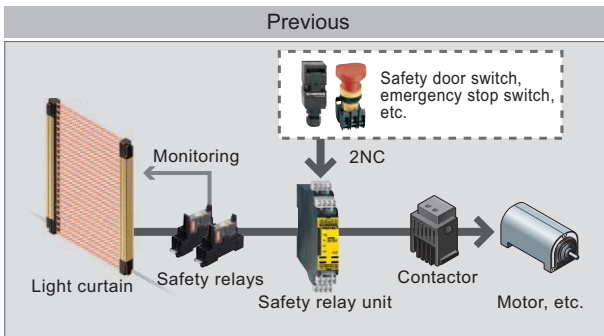 Previous
Safety door switch,
emergency stop switch,
etc.
Monitoring
2NC
Light curtain
Safety relays
Safety relay unit
Contactor
Motor, etc.